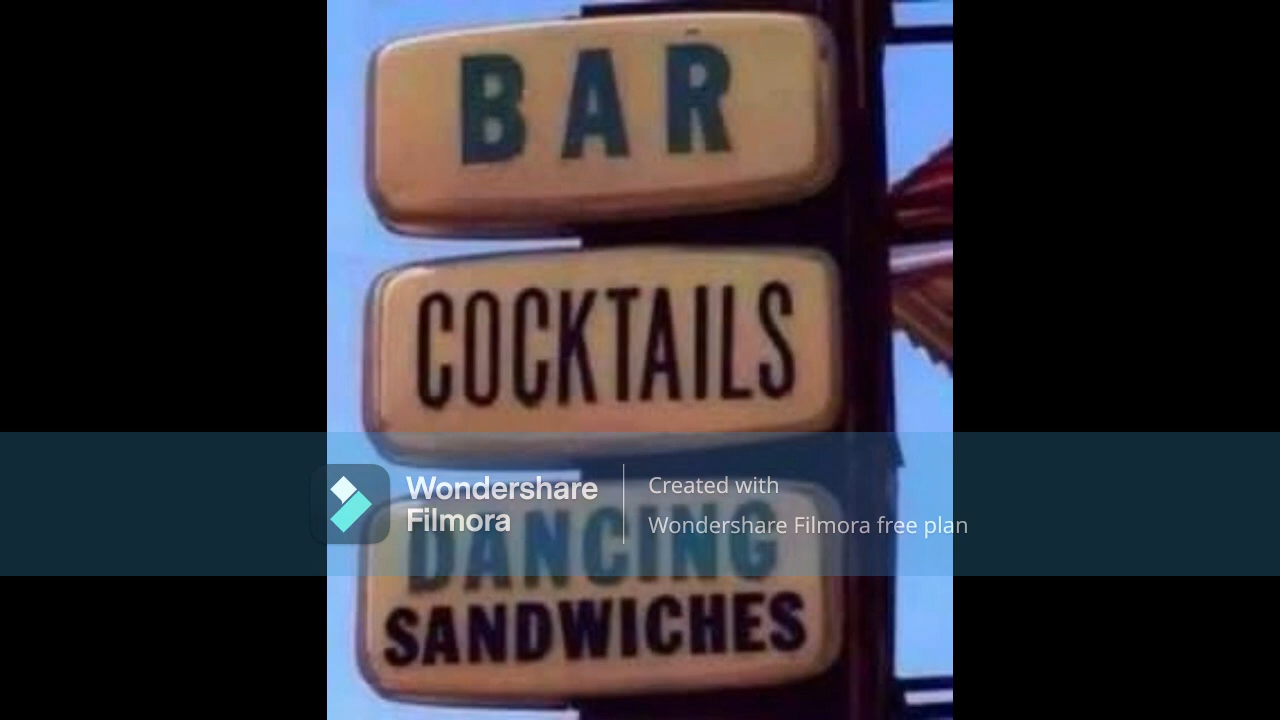 BAR
COCKTAILS
Wondershare
Filmora
Created with
Wondershare Filmora free plan
DANCING
SANDWICHES